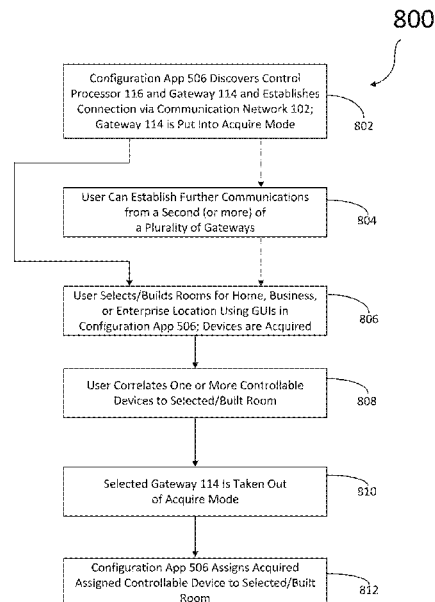 800
Configuration App 506 Discovers Control
Processor 116 and Gateway 114 and Establishes
Connection via Communication Network 102;
Gateway 114 is Put Into Acquire Mode
802
User Can Establish Further Communications
from a Second (or more) of
a Plurality of Gateways
804
User Selects/Builds Rooms for Home, Business,
or Enterprise Location Using GUIs in
Configuration App 506; Devices are Acquired
806
User Correlates One or More Controllable
Devices to Selected/Built Room
808
Selected Gateway 114 is Taken Out
of Acquire Mode
810
Configuration App 506 Assigns Acquired
Assigned Controllable Device to Selected/Built
Room
812